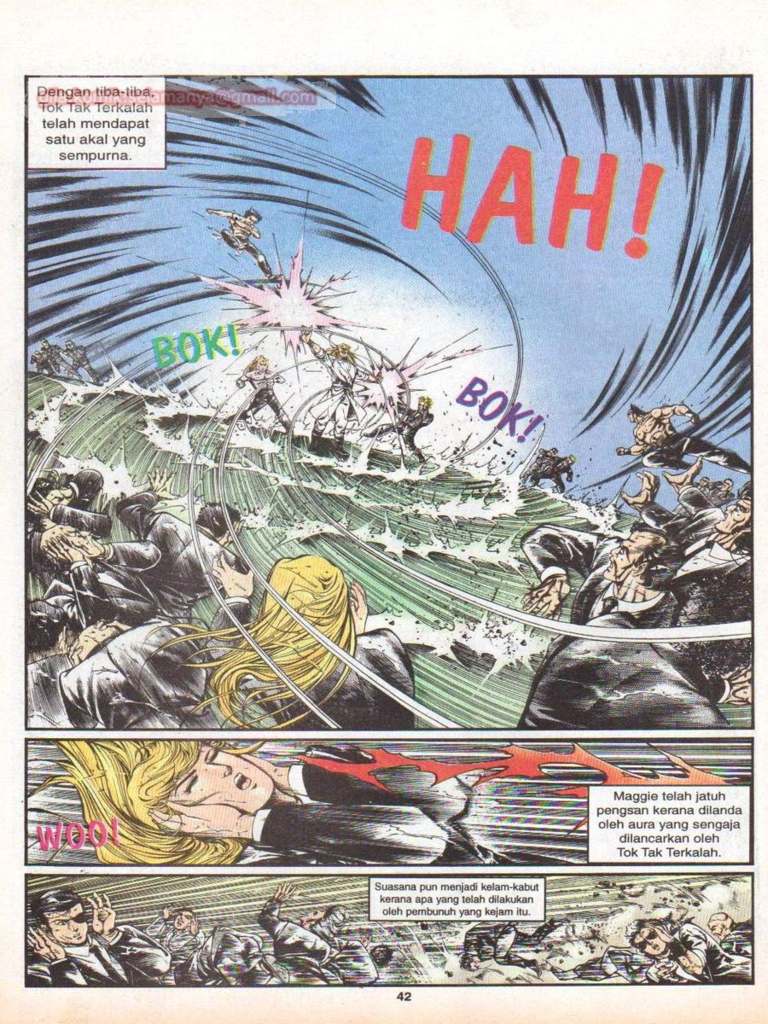 Dengan tiba-tiba,
Tok Tak Terkalah
telah mendapat
satu akal yang
sempurna.
HAH!
BOK!
BOK!
WOO!
Maggie telah jatuh
pengsan kerana dilanda
oleh aura yang sengaja
dilancarkan oleh
Tok Tak Terkalah.
Suasana pun menjadi kelam-kabut
kerana apa yang telah dilakukan
oleh pembunuh yang kejam itu.
42